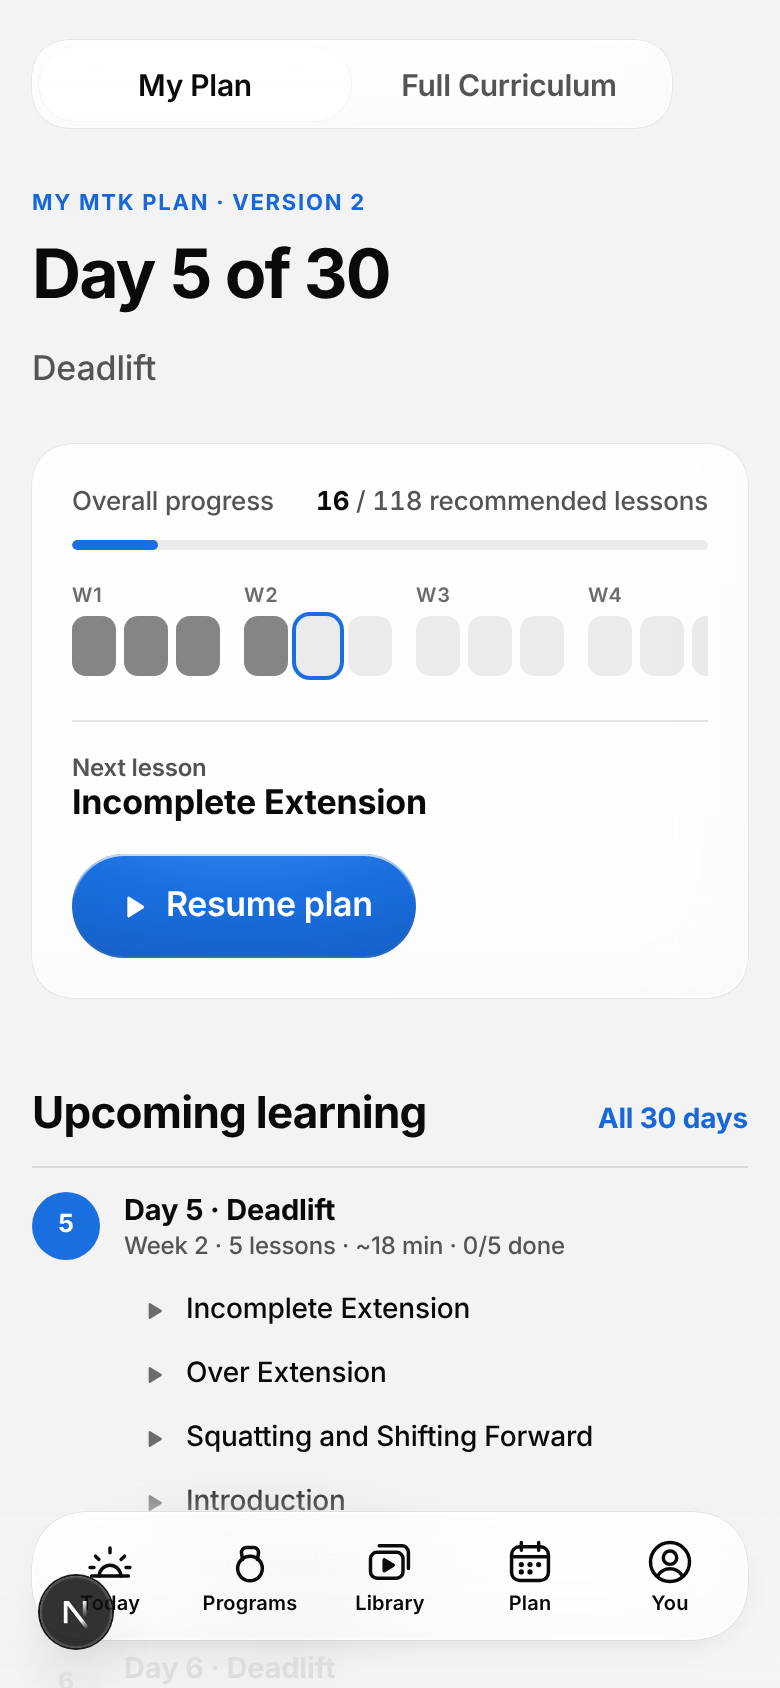 My Plan
Full Curriculum
MY MTK PLAN · VERSION 2
Day 5 of 30
Deadlift
Overall progress
16 / 118 recommended lessons
W1
W2
W3
W4
Next lesson
Incomplete Extension
Resume plan
Upcoming learning
All 30 days
5
Day 5 · Deadlift
Week 2 · 5 lessons · ~18 min · 0/5 done
Incomplete Extension
Over Extension
Squatting and Shifting Forward
Introduction
N
Today
Programs
Library
Plan
You
6
Day 6 · Deadlift